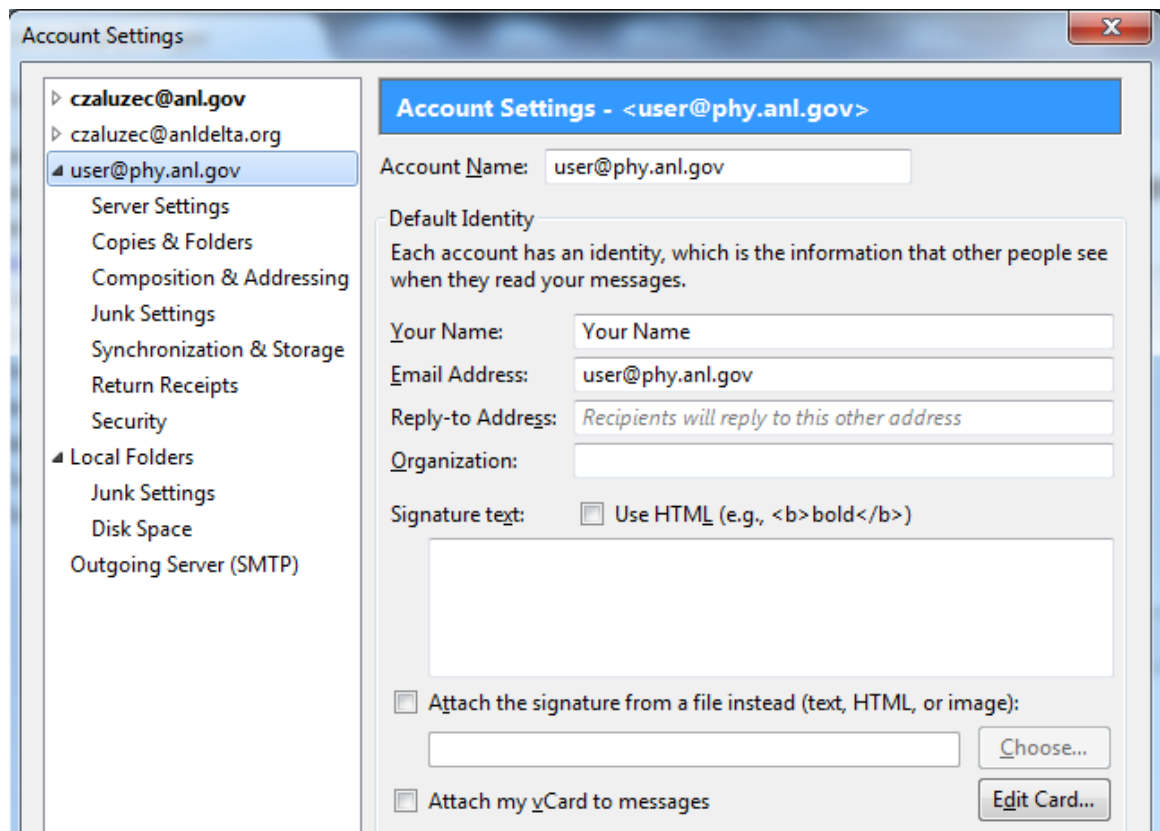 Account Settings
czaluzec@anl.gov
czaluzec@anldelta.org
user@phy.anl.gov
Server Settings
Copies & Folders
Composition & Addressing
Junk Settings
Synchronization & Storage
Return Receipts
Security
Local Folders
Junk Settings
Disk Space
Outgoing Server (SMTP)
Account Settings - <user@phy.anl.gov>
Account Name: user@phy.anl.gov
Default Identity
Each account has an identity, which is the information that other people see
when they read your messages.
Your Name: Your Name
Email Address: user@phy.anl.gov
Reply-to Address: Recipients will reply to this other address
Organization:
Signature text: Use HTML (e.g., <b>bold</b>)
Attach the signature from a file instead (text, HTML, or image):
Choose...
Attach my vCard to messages
Edit Card...